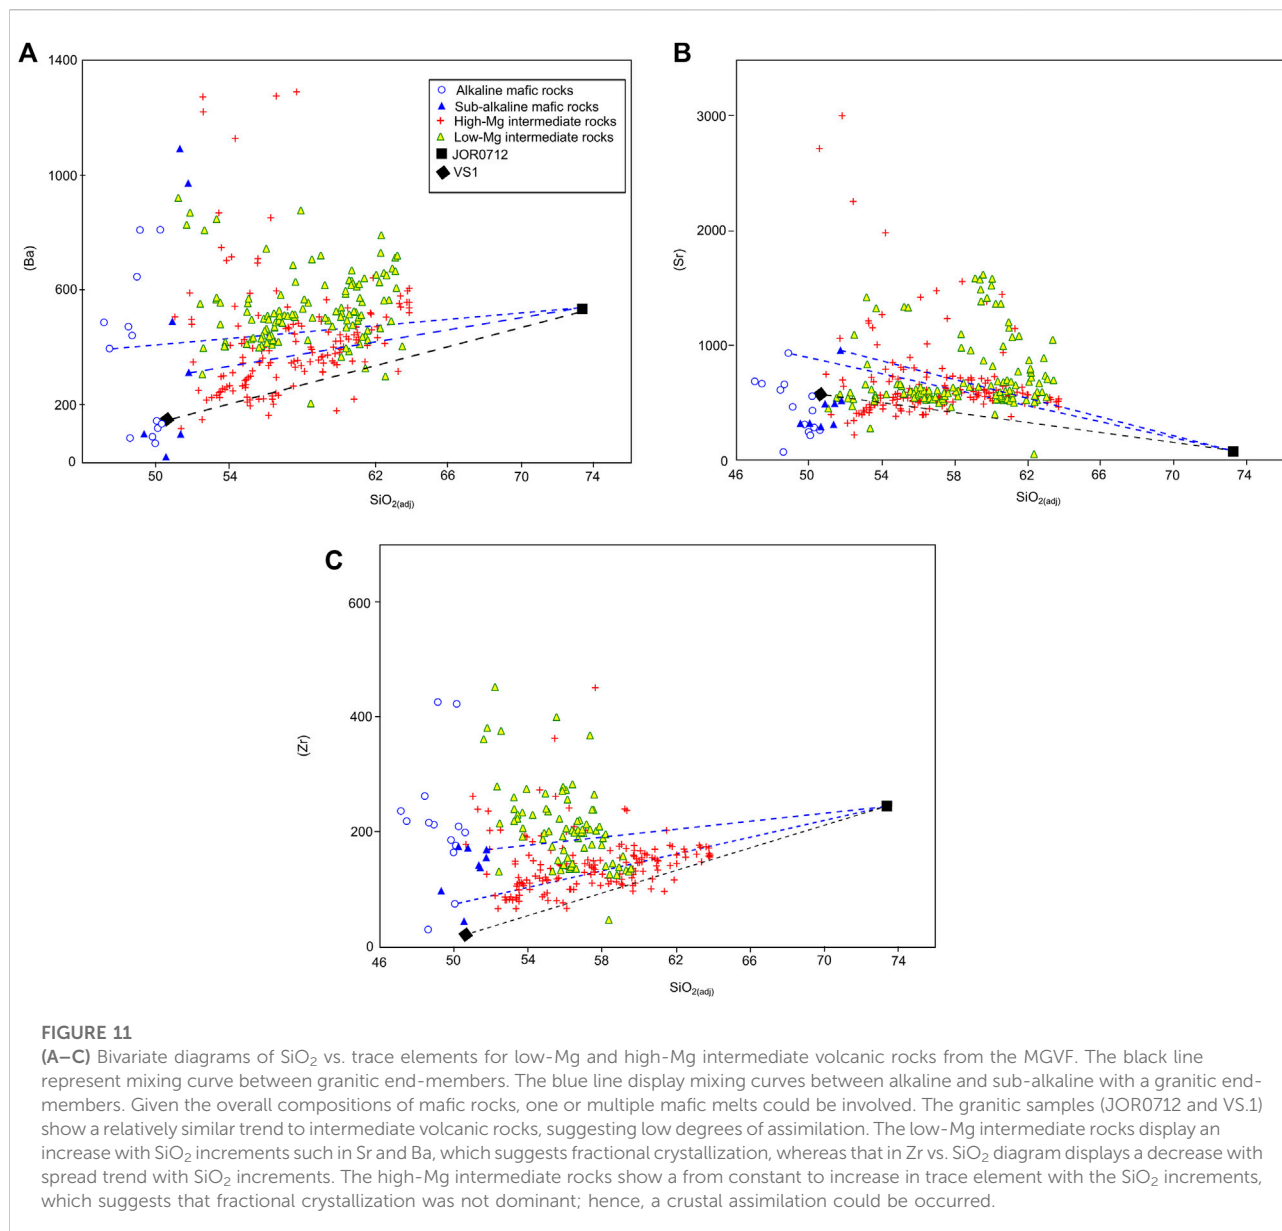 A
(Ba)
1400
1000
600
200
0
50
54
62
70
74
SiO2(adj)
Alkaline mafic rocks
Sub-alkaline mafic rocks
High-Mg intermediate rocks
Low-Mg intermediate rocks
JOR0712
VS1
B
(Sr)
3000
2000
1000
0
46
50
54
58
62
66
70
74
SiO2(adj)
C
(Zr)
600
400
200
0
46
50
54
58
62
66
70
74
SiO2(adj)
FIGURE 11
(A–C) Bivariate diagrams of SiO2 vs. trace elements for low-Mg and high-Mg intermediate volcanic rocks from the MGVF. The black line
represent mixing curve between granitic end-members. The blue line display mixing curves between alkaline and sub-alkaline with a granitic end-
members. Given the overall compositions of mafic rocks, one or multiple mafic melts could be involved. The granitic samples (JOR0712 and VS.1)
show a relatively similar trend to intermediate volcanic rocks, suggesting low degrees of assimilation. The low-Mg intermediate rocks display an
increase with SiO2 increments such in Sr and Ba, which suggests fractional crystallization, whereas that in Zr vs. SiO2 diagram displays a decrease with
spread trend with SiO2 increments. The high-Mg intermediate rocks show a from constant to increase in trace element with the SiO2 increments,
which suggests that fractional crystallization was not dominant; hence, a crustal assimilation could be occurred.